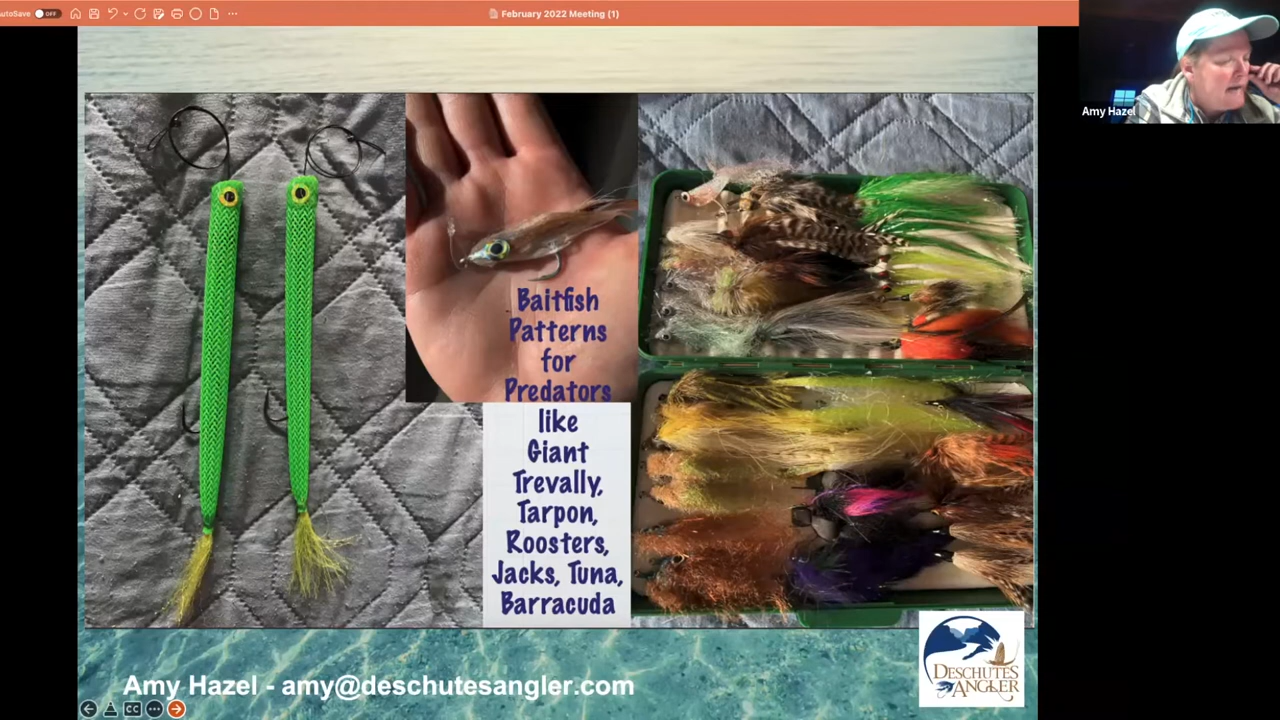 AutoSave OFF
February 2022 Meeting (1)
Amy Hazel
Baitfish
Patterns
for
Predators
like
Giant
Trevally,
Tarpon,
Roosters,
Jacks, Tuna,
Barracuda
DESCHUTES
ANGLER
Amy Hazel - amy@deschutesangler.com
CC